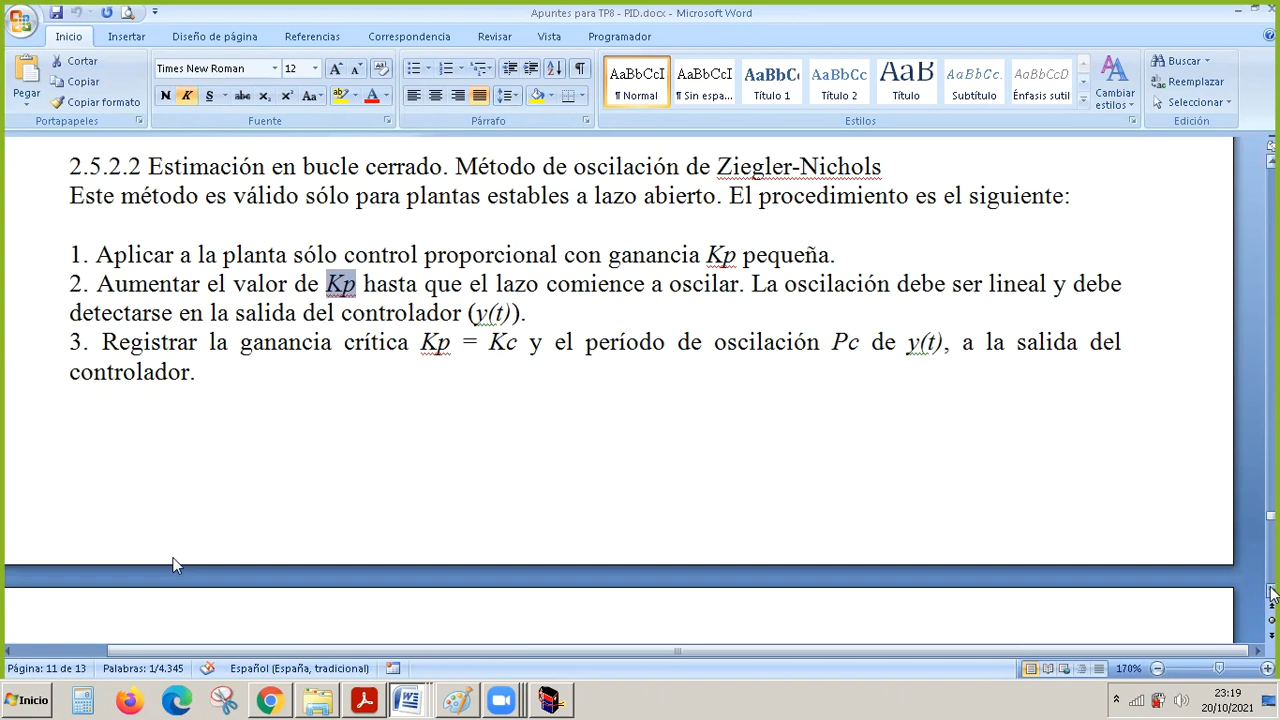 Apuntes para TP8 - PID.docx - Microsoft Word
Inicio Insertar Diseño de página Referencias Correspondencia Revisar Vista Programador
Pegar
Cortar
Copiar
Copiar formato
Portapapeles
Times New Roman 12
N K S abc x₂ x² Aa
Fuente
Párrafo
AaBbCcI AaBbCcI AaBbC AaBbCc AaB AaBbCc. AaBbCcD
¶ Normal ¶ Sin espa... Título 1 Título 2 Título Subtítulo Énfasis sutil
Cambiar estilos
Estilos
Buscar
Reemplazar
Seleccionar
Edición
2.5.2.2 Estimación en bucle cerrado. Método de oscilación de Ziegler-Nichols
Este método es válido sólo para plantas estables a lazo abierto. El procedimiento es el siguiente:
1. Aplicar a la planta sólo control proporcional con ganancia Kp pequeña.
2. Aumentar el valor de Kp hasta que el lazo comience a oscilar. La oscilación debe ser lineal y debe
detectarse en la salida del controlador (y(t)).
3. Registrar la ganancia crítica Kp = Kc y el período de oscilación Pc de y(t), a la salida del
controlador.
Página: 11 de 13 Palabras: 1/4.345 Español (España, tradicional) 170%
Inicio
23:19
20/10/2021